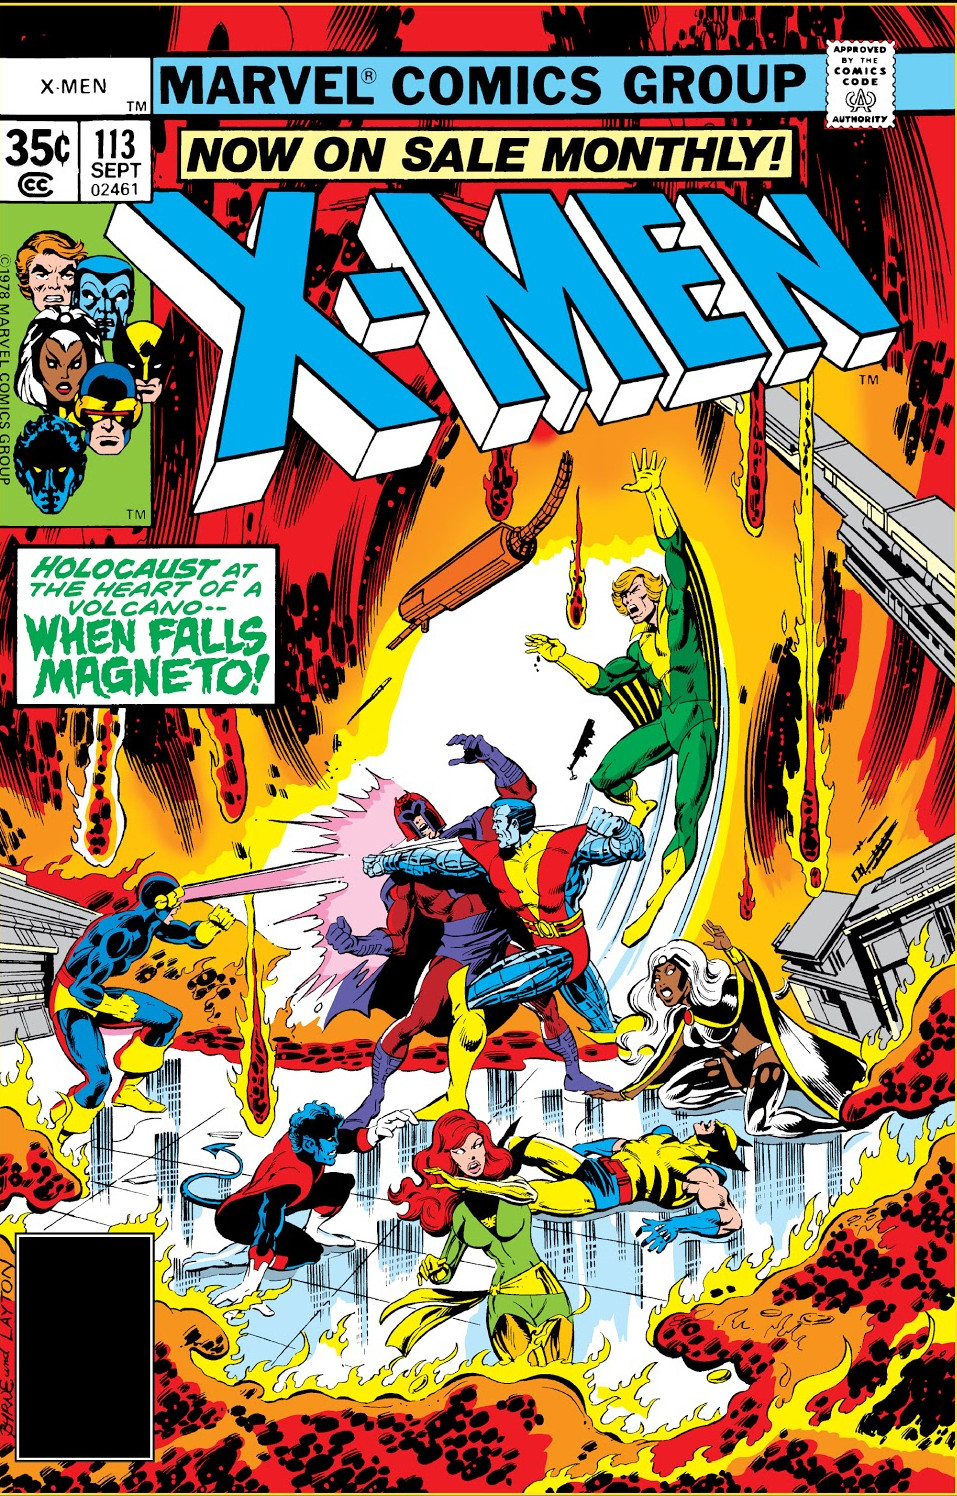 X-MEN
TM
MARVEL® COMICS GROUP
APPROVED
BY THE
COMICS
CODE
CA
AUTHORITY
35¢
CC
113
SEPT
02461
NOW ON SALE MONTHLY!
X-MEN
TM
©1978 MARVEL COMICS GROUP
TM
HOLOCAUST AT
THE HEART OF A
VOLCANO--
WHEN FALLS
MAGNETO!
BYRNE and LAYTON